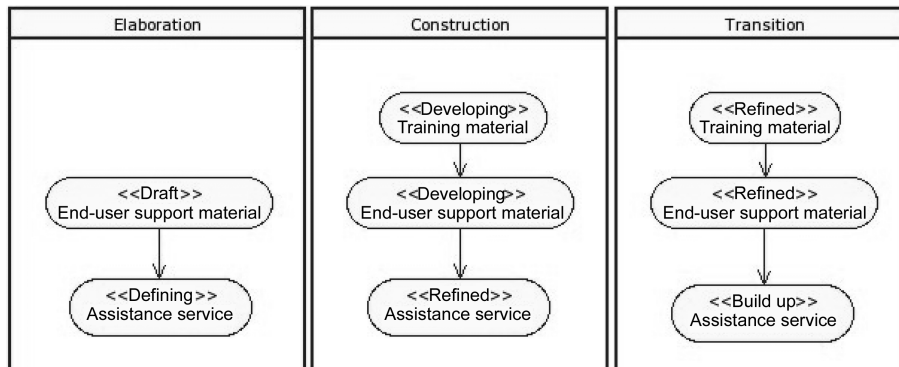 Elaboration
Construction
Transition
<<Draft>>
End-user support material
<<Defining>>
Assistance service
<<Developing>>
Training material
<<Developing>>
End-user support material
<<Refined>>
Assistance service
<<Refined>>
Training material
<<Refined>>
End-user support material
<<Build up>>
Assistance service